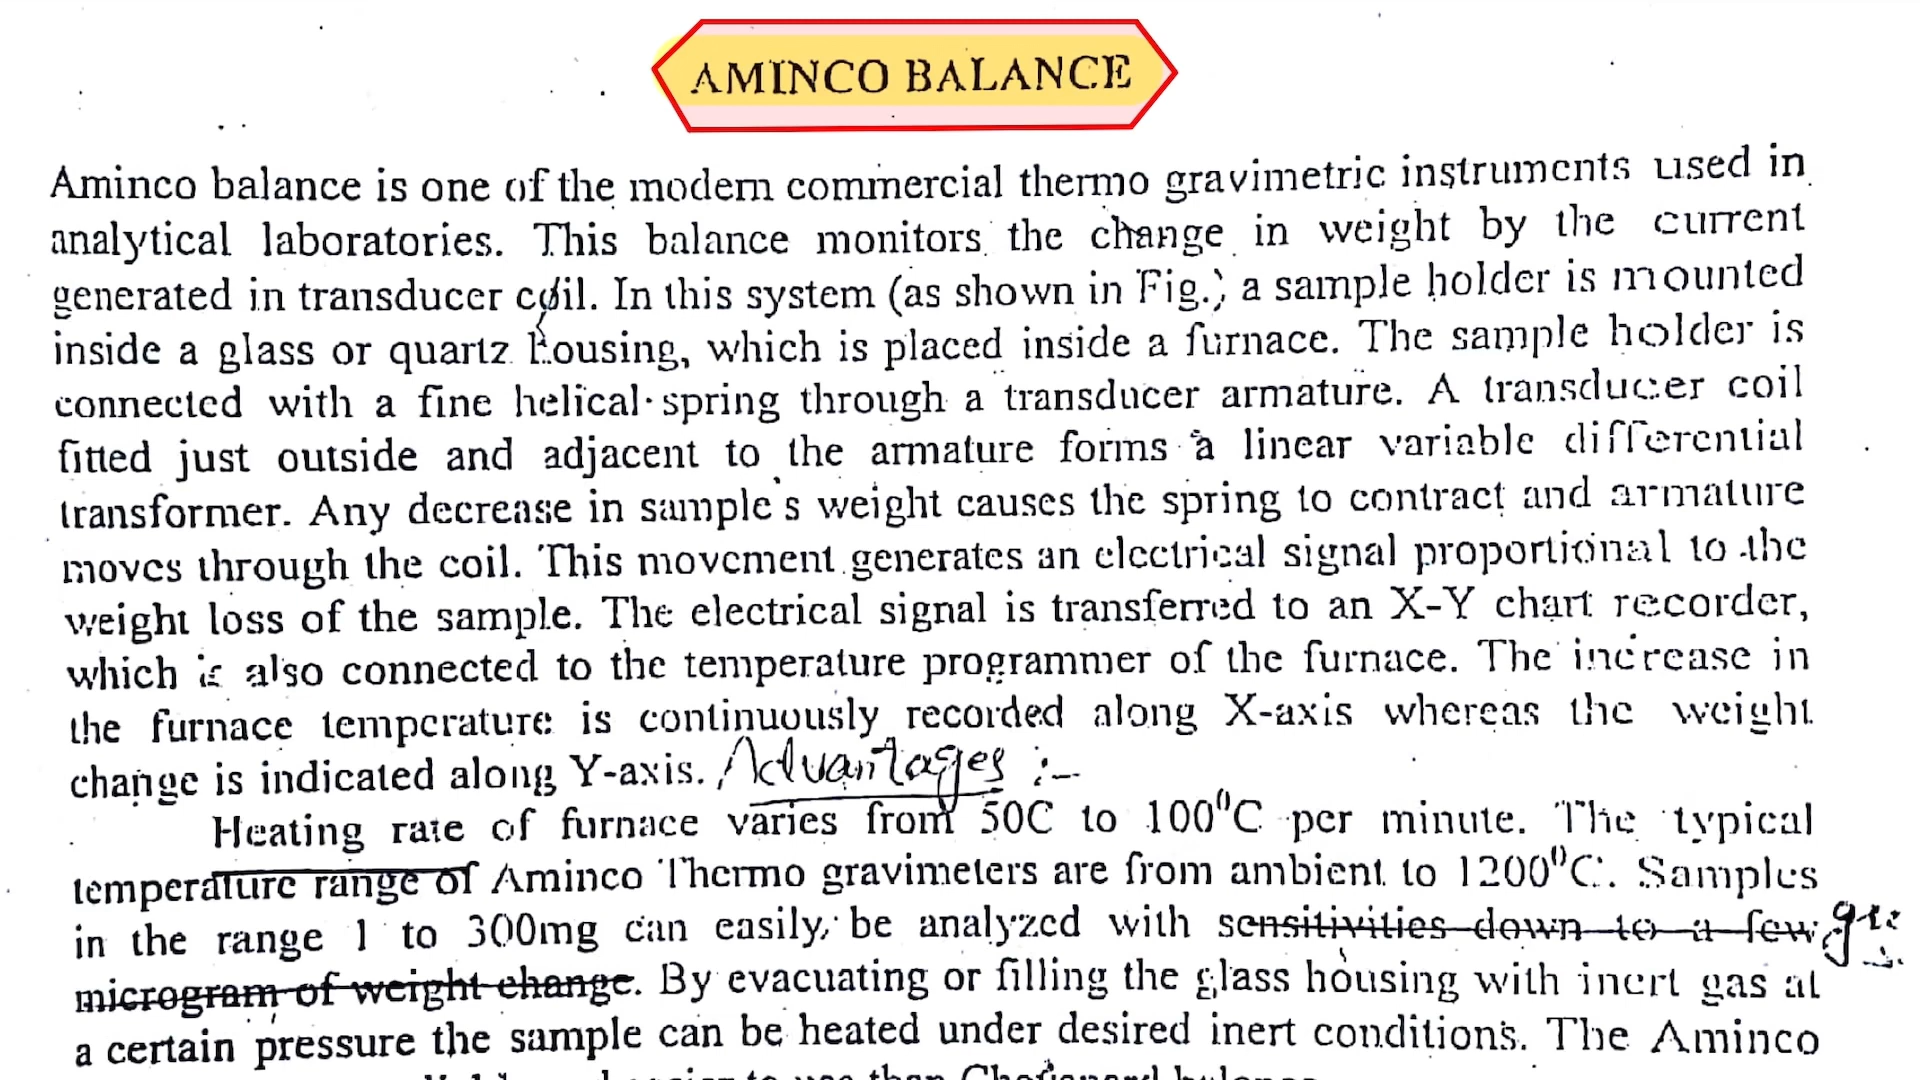 AMINCO BALANCE
Aminco balance is one of the modern commercial thermo gravimetric instruments used in
analytical laboratories. This balance monitors the change in weight by the current
generated in transducer coil. In this system (as shown in Fig.) a sample holder is mounted
inside a glass or quartz housing, which is placed inside a furnace. The sample holder is
connected with a fine helical spring through a transducer armature. A transducer coil
fitted just outside and adjacent to the armature forms a linear variable differential
transformer. Any decrease in sample's weight causes the spring to contract and armature
moves through the coil. This movement generates an electrical signal proportional to the
weight loss of the sample. The electrical signal is transferred to an X-Y chart recorder,
which is also connected to the temperature programmer of the furnace. The increase in
the furnace temperature is continuously recorded along X-axis whereas the weight
change is indicated along Y-axis. Advantages :-
Heating rate of furnace varies from 50C to 100⁰C per minute. The typical
temperature range of Aminco Thermo gravimeters are from ambient to 1200⁰C. Samples
in the range 1 to 300mg can easily be analyzed with sensitivities down to a few
microgram of weight change. By evacuating or filling the glass housing with inert gas at
a certain pressure the sample can be heated under desired inert conditions. The Aminco